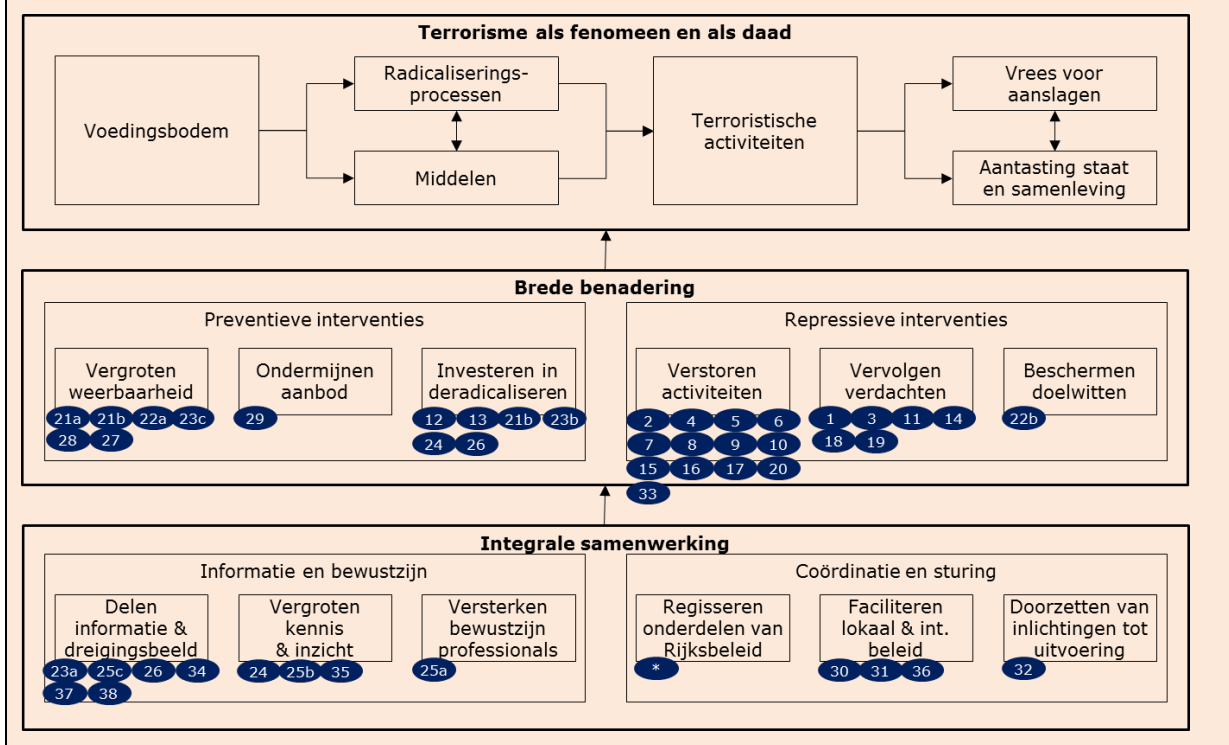 Terrorisme als fenomeen en als daad
Voedingsbodem
Radicaliserings-
processen
Middelen
Terroristische
activiteiten
Vrees voor
aanslagen
Aantasting staat
en samenleving
Brede benadering
Preventieve interventies
Vergroten
weerbaarheid
21a 21b 22a 23c
28 27
Ondermijnen
aanbod
29
Investeren in
deradicaliseren
12 13 21b 23b
24 26
Repressieve interventies
Verstoren
activiteiten
2 4 5 6
7 8 9 10
15 16 17 20
33
Vervolgen
verdachten
1 3 11 14
18 19
Beschermen
doelwitten
22b
Integrale samenwerking
Informatie en bewustzijn
Delen
informatie &
dreigingsbeeld
23a 25c 26 34
37 38
Vergroten
kennis
& inzicht
24 25b 35
Versterken
bewustzijn
professionals
25a
Coördinatie en sturing
Regisseren
onderdelen van
Rijksbeleid
*
Faciliteren
lokaal & int.
beleid
30 31 36
Doorzetten van
inlichtingen tot
uitvoering
32